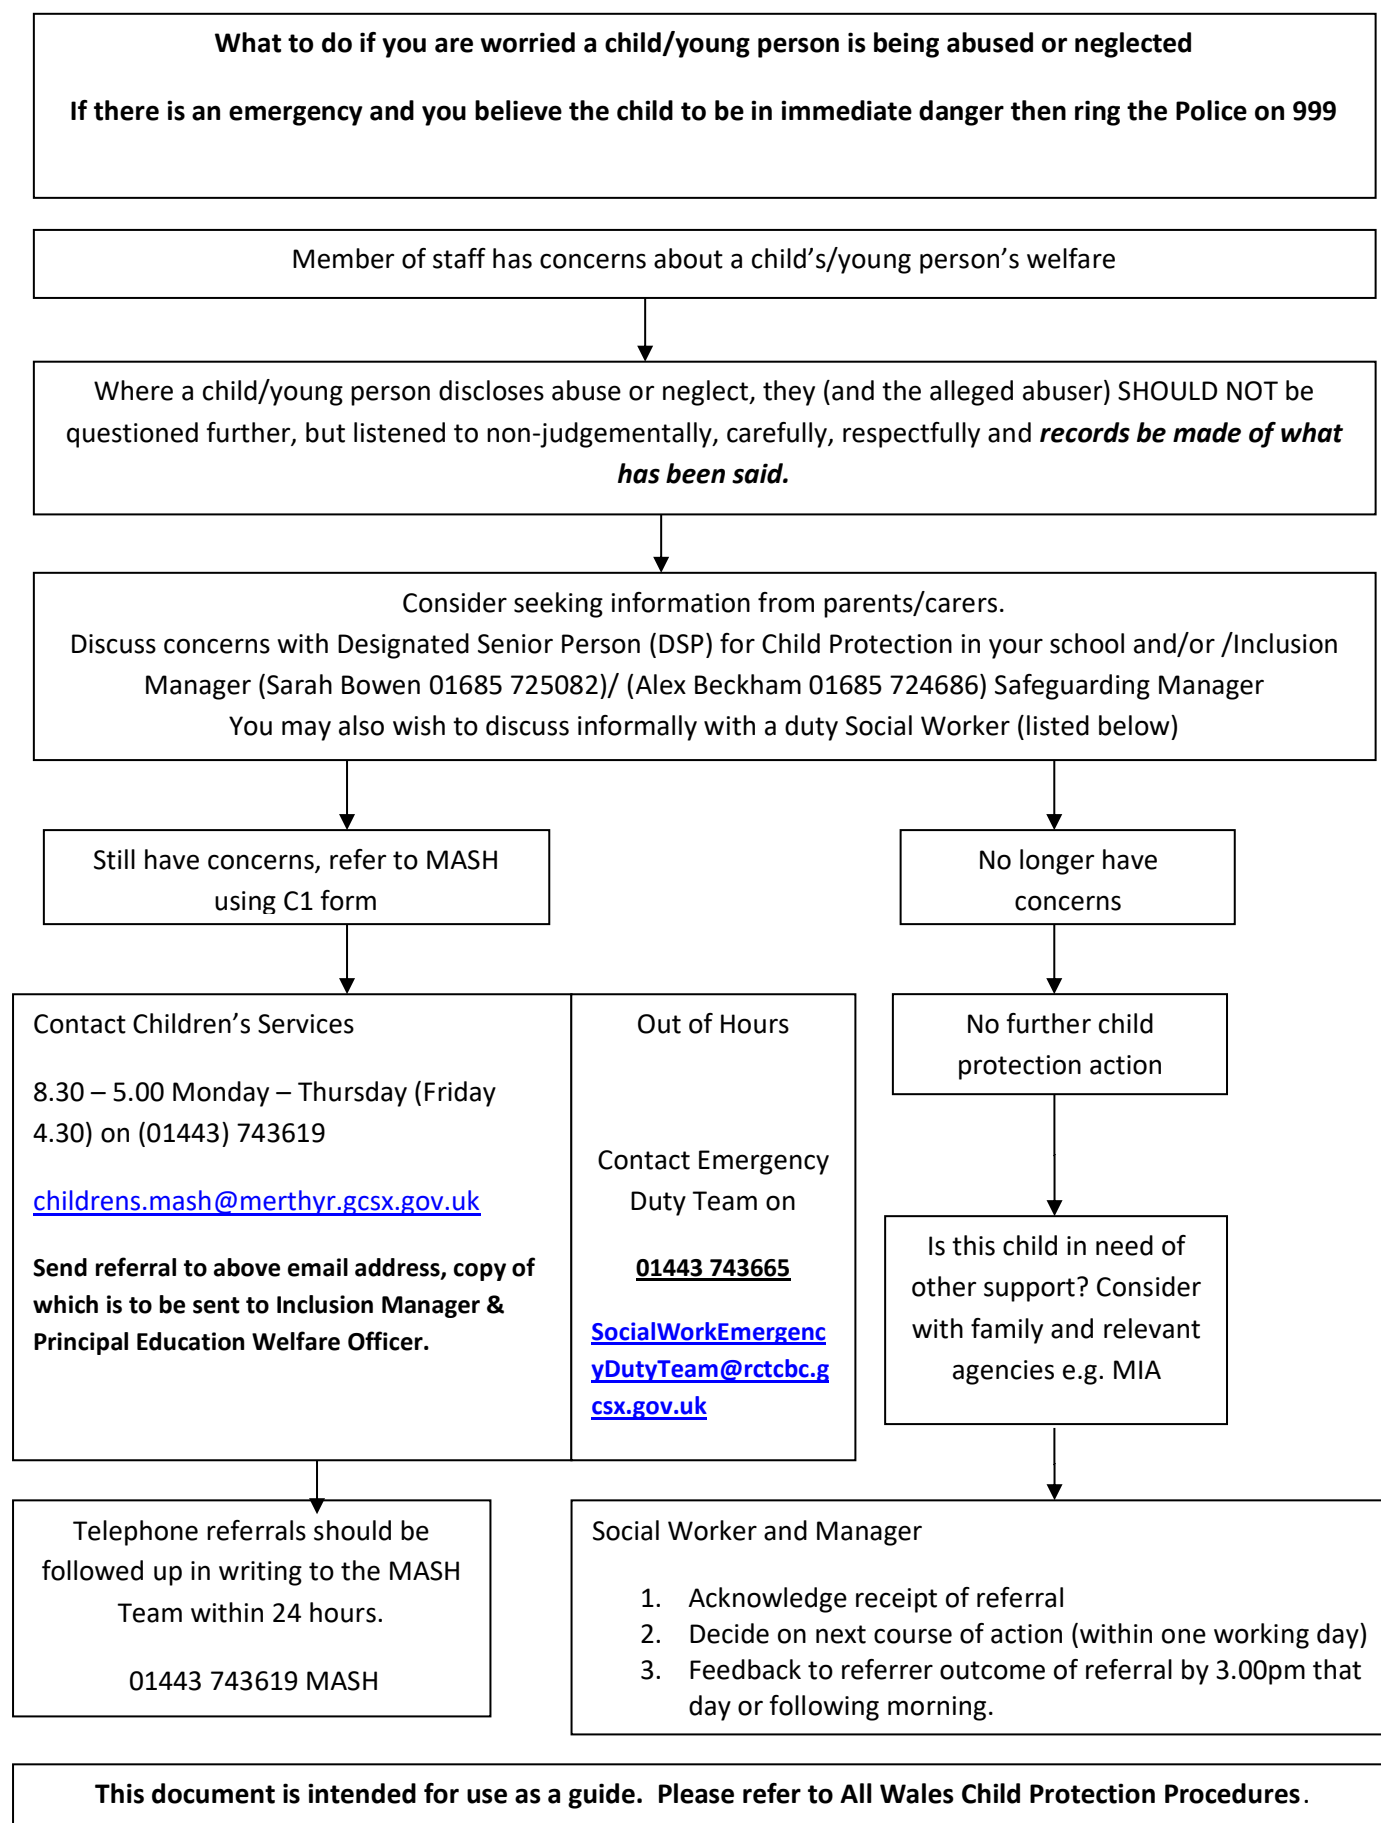 What to do if you are worried a child/young person is being abused or neglected
If there is an emergency and you believe the child to be in immediate danger then ring the Police on 999
Member of staff has concerns about a child’s/young person’s welfare
Where a child/young person discloses abuse or neglect, they (and the alleged abuser) SHOULD NOT be
questioned further, but listened to non-judgementally, carefully, respectfully and records be made of what
has been said.
Consider seeking information from parents/carers.
Discuss concerns with Designated Senior Person (DSP) for Child Protection in your school and/or /Inclusion
Manager (Sarah Bowen 01685 725082)/ (Alex Beckham 01685 724686) Safeguarding Manager
You may also wish to discuss informally with a duty Social Worker (listed below)
Still have concerns, refer to MASH
using C1 form
No longer have
concerns
Contact Children’s Services
8.30 – 5.00 Monday – Thursday (Friday
4.30) on (01443) 743619
childrens.mash@merthyr.gcsx.gov.uk
Send referral to above email address, copy of
which is to be sent to Inclusion Manager &
Principal Education Welfare Officer.
Out of Hours
Contact Emergency
Duty Team on
01443 743665
SocialWorkEmergenc
yDutyTeam@rctcbc.g
csx.gov.uk
No further child
protection action
Is this child in need of
other support? Consider
with family and relevant
agencies e.g. MIA
Telephone referrals should be
followed up in writing to the MASH
Team within 24 hours.
01443 743619 MASH
Social Worker and Manager
1. Acknowledge receipt of referral
2. Decide on next course of action (within one working day)
3. Feedback to referrer outcome of referral by 3.00pm that
day or following morning.
This document is intended for use as a guide.  Please refer to All Wales Child Protection Procedures.